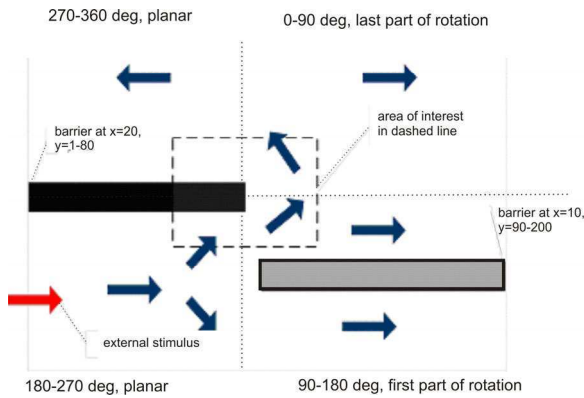 270-360 deg, planar
0-90 deg, last part of rotation
barrier at x=20,
y=1-80
area of interest
in dashed line
barrier at x=10,
y=90-200
external stimulus
180-270 deg, planar
90-180 deg, first part of rotation